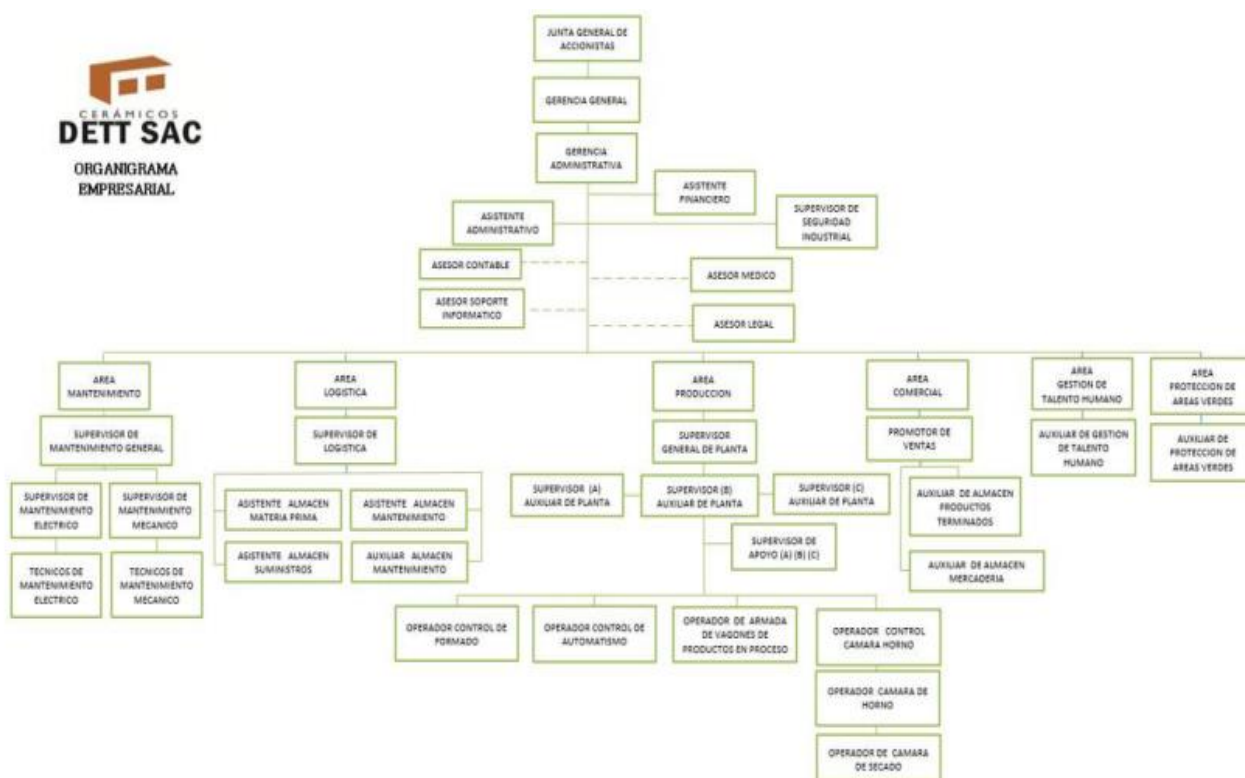 CERÁMICOS
DETT SAC
ORGANIGRAMA
EMPRESARIAL
JUNTA GENERAL DE
ACCIONISTAS
GERENCIA GENERAL
GERENCIA
ADMINISTRATIVA
ASISTENTE
FINANCIERO
ASISTENTE
ADMINISTRATIVO
SUPERVISOR DE
SEGURIDAD
INDUSTRIAL
ASESOR CONTABLE
ASESOR MEDICO
ASESOR SOPORTE
INFORMATICO
ASESOR LEGAL
AREA
MANTENIMIENTO
AREA
LOGISTICA
AREA
PRODUCCION
AREA
COMERCIAL
AREA
GESTION DE
TALENTO HUMANO
AREA
PROTECCION DE
AREAS VERDES
SUPERVISOR DE
MANTENIMIENTO GENERAL
SUPERVISOR DE
LOGISTICA
SUPERVISOR
GENERAL DE PLANTA
PROMOTOR DE
VENTAS
AUXILIAR DE GESTION
DE TALENTO
HUMANO
AUXILIAR DE
PROTECCION DE
AREAS VERDES
SUPERVISOR DE
MANTENIMIENTO
ELECTRICO
SUPERVISOR DE
MANTENIMIENTO
MECANICO
ASISTENTE ALMACEN
MATERIA PRIMA
ASISTENTE ALMACEN
MANTENIMIENTO
SUPERVISOR (A)
AUXILIAR DE PLANTA
SUPERVISOR (B)
AUXILIAR DE PLANTA
SUPERVISOR (C)
AUXILIAR DE PLANTA
AUXILIAR DE ALMACEN
PRODUCTOS
TERMINADOS
TECNICOS DE
MANTENIMIENTO
ELECTRICO
TECNICOS DE
MANTENIMIENTO
MECANICO
ASISTENTE ALMACEN
SUMINISTROS
AUXILIAR ALMACEN
MANTENIMIENTO
SUPERVISOR DE
APOYO (A) (B) (C)
AUXILIAR DE ALMACEN
MERCADERIA
OPERADOR CONTROL DE
FORMADO
OPERADOR CONTROL DE
AUTOMATISMO
OPERADOR DE ARMADA
DE VAGONES DE
PRODUCTOS EN PROCESO
OPERADOR CONTROL
CAMARA HORNO
OPERADOR CAMARA DE
HORNO
OPERADOR DE CAMARA
DE SECADO